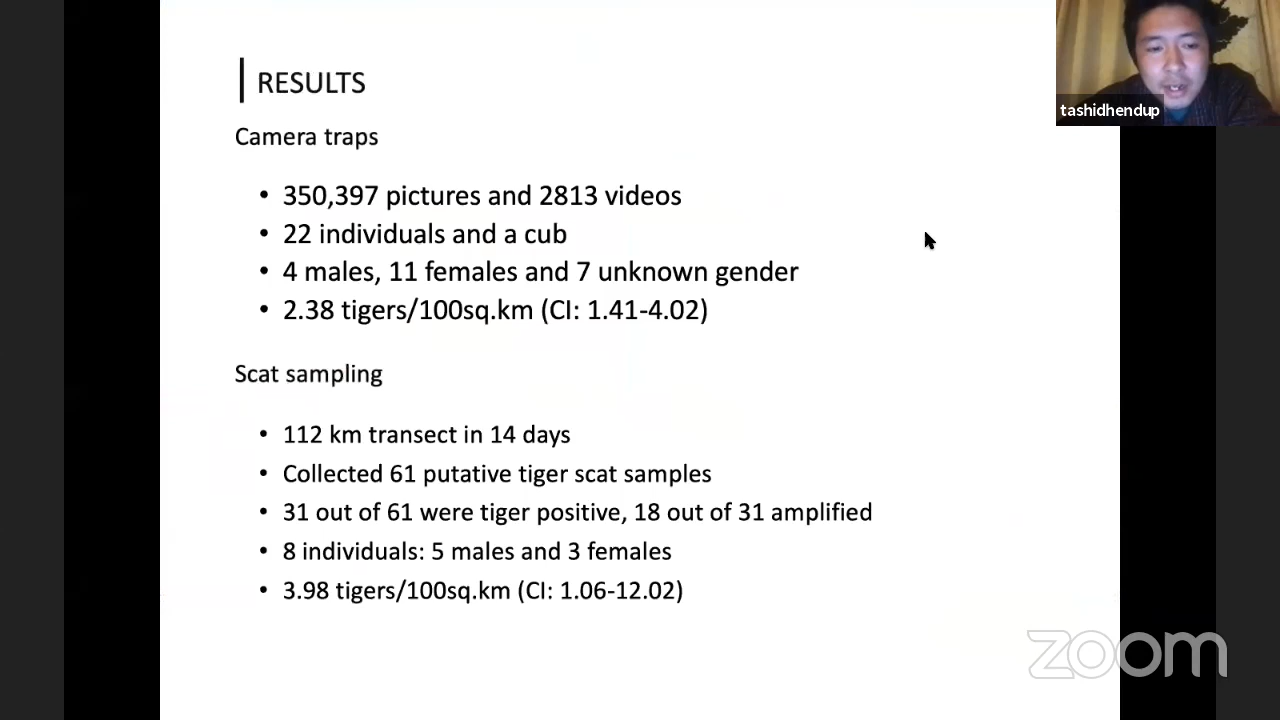 RESULTS
tashidhendup
Camera traps
• 350,397 pictures and 2813 videos
• 22 individuals and a cub
• 4 males, 11 females and 7 unknown gender
• 2.38 tigers/100sq.km (CI: 1.41-4.02)
Scat sampling
• 112 km transect in 14 days
• Collected 61 putative tiger scat samples
• 31 out of 61 were tiger positive, 18 out of 31 amplified
• 8 individuals: 5 males and 3 females
• 3.98 tigers/100sq.km (CI: 1.06-12.02)
zoom